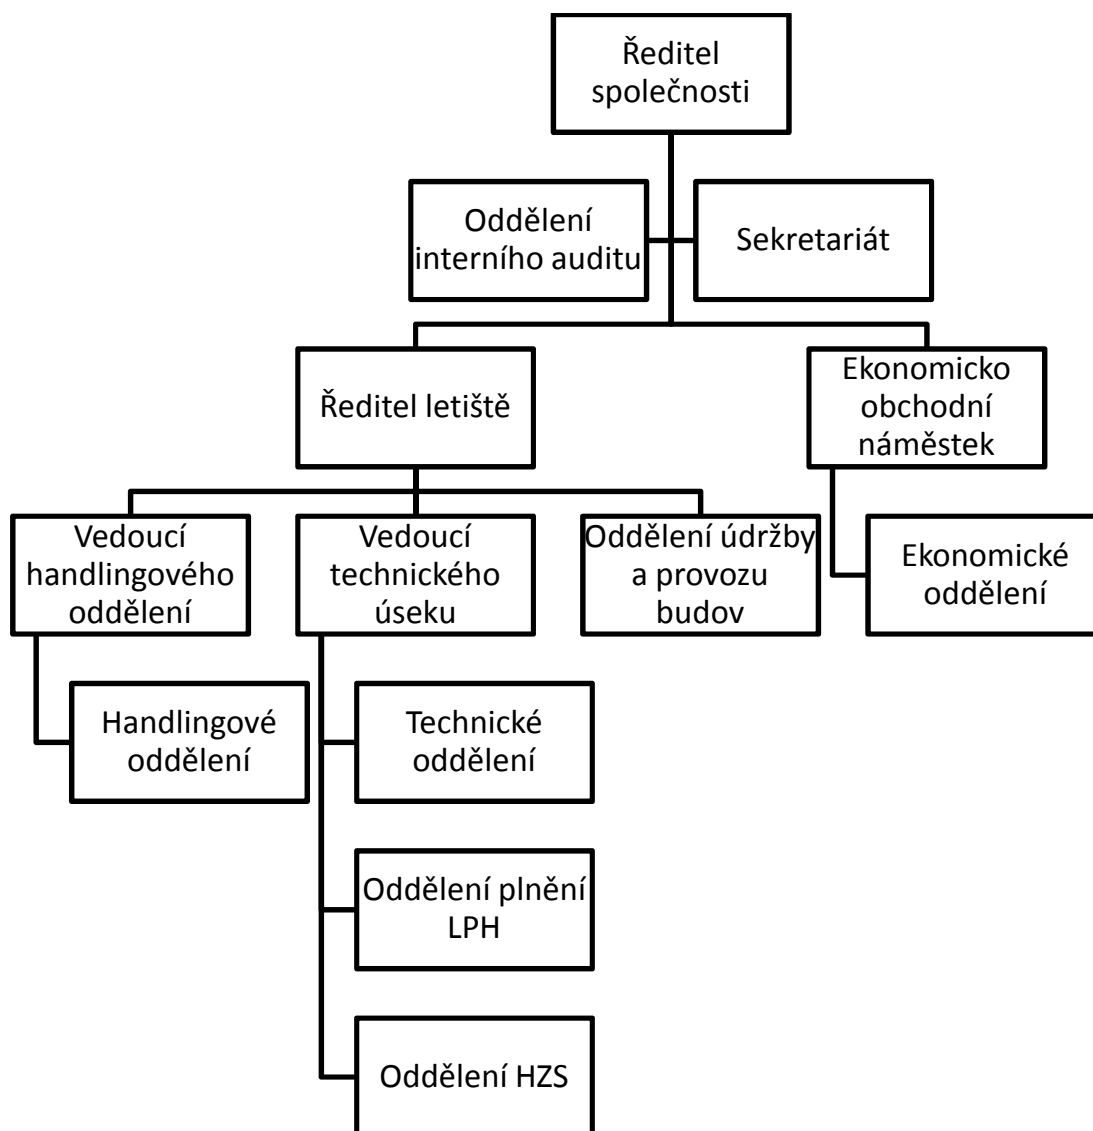 Ředitel
společnosti
Oddělení
interního auditu
Sekretariát
Ředitel letiště
Ekonomicko
obchodní
náměstek
Vedoucí
handlingového
oddělení
Vedoucí
technického
úseku
Oddělení údržby
a provozu
budov
Ekonomické
oddělení
Handlingové
oddělení
Technické
oddělení
Oddělení plnění
LPH
Oddělení HZS